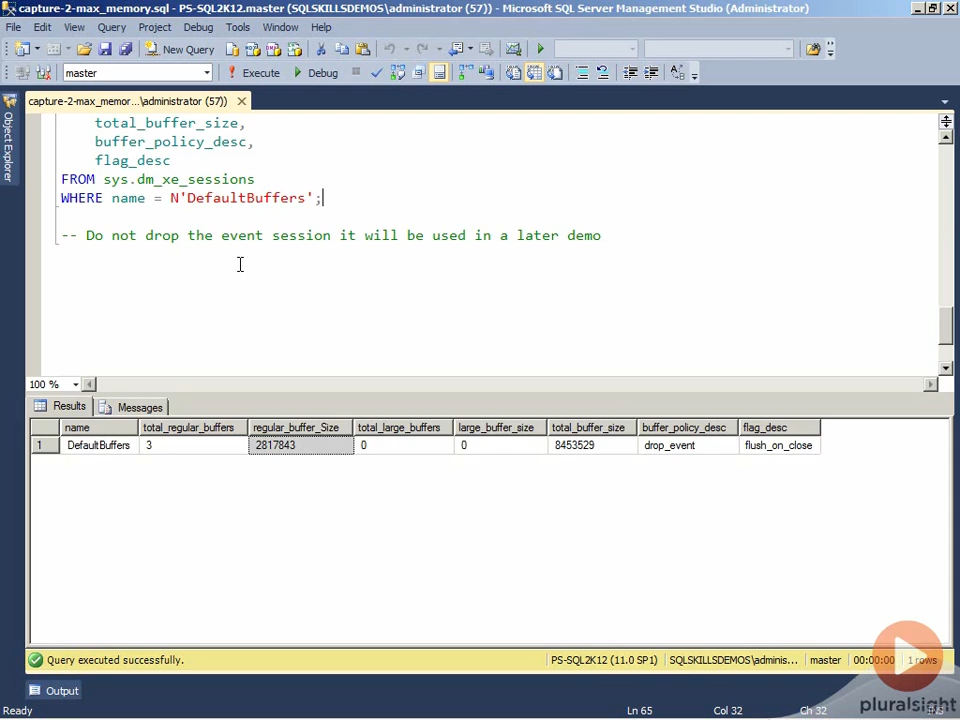 capture-2-max_memory.sql - PS-SQL2K12.master (SQLSKILLSDEMOS\administrator (57)) - Microsoft SQL Server Management Studio (Administrator)
File Edit View Query Project Debug Tools Window Help
New Query
master Execute Debug
capture-2-max_memor...\administrator (57))
Object Explorer
total_buffer_size,
buffer_policy_desc,
flag_desc
FROM sys.dm_xe_sessions
WHERE name = N'DefaultBuffers';
-- Do not drop the event session it will be used in a later demo
100 %
Results Messages
name total_regular_buffers regular_buffer_Size total_large_buffers large_buffer_size total_buffer_size buffer_policy_desc flag_desc
1 DefaultBuffers 3 2817843 0 0 8453529 drop_event flush_on_close
Query executed successfully. PS-SQL2K12 (11.0 SP1) SQLSKILLSDEMOS\adminis... master 00:00:00 1 rows
Output
pluralsight
Ready Ln 65 Col 32 Ch 32 INS